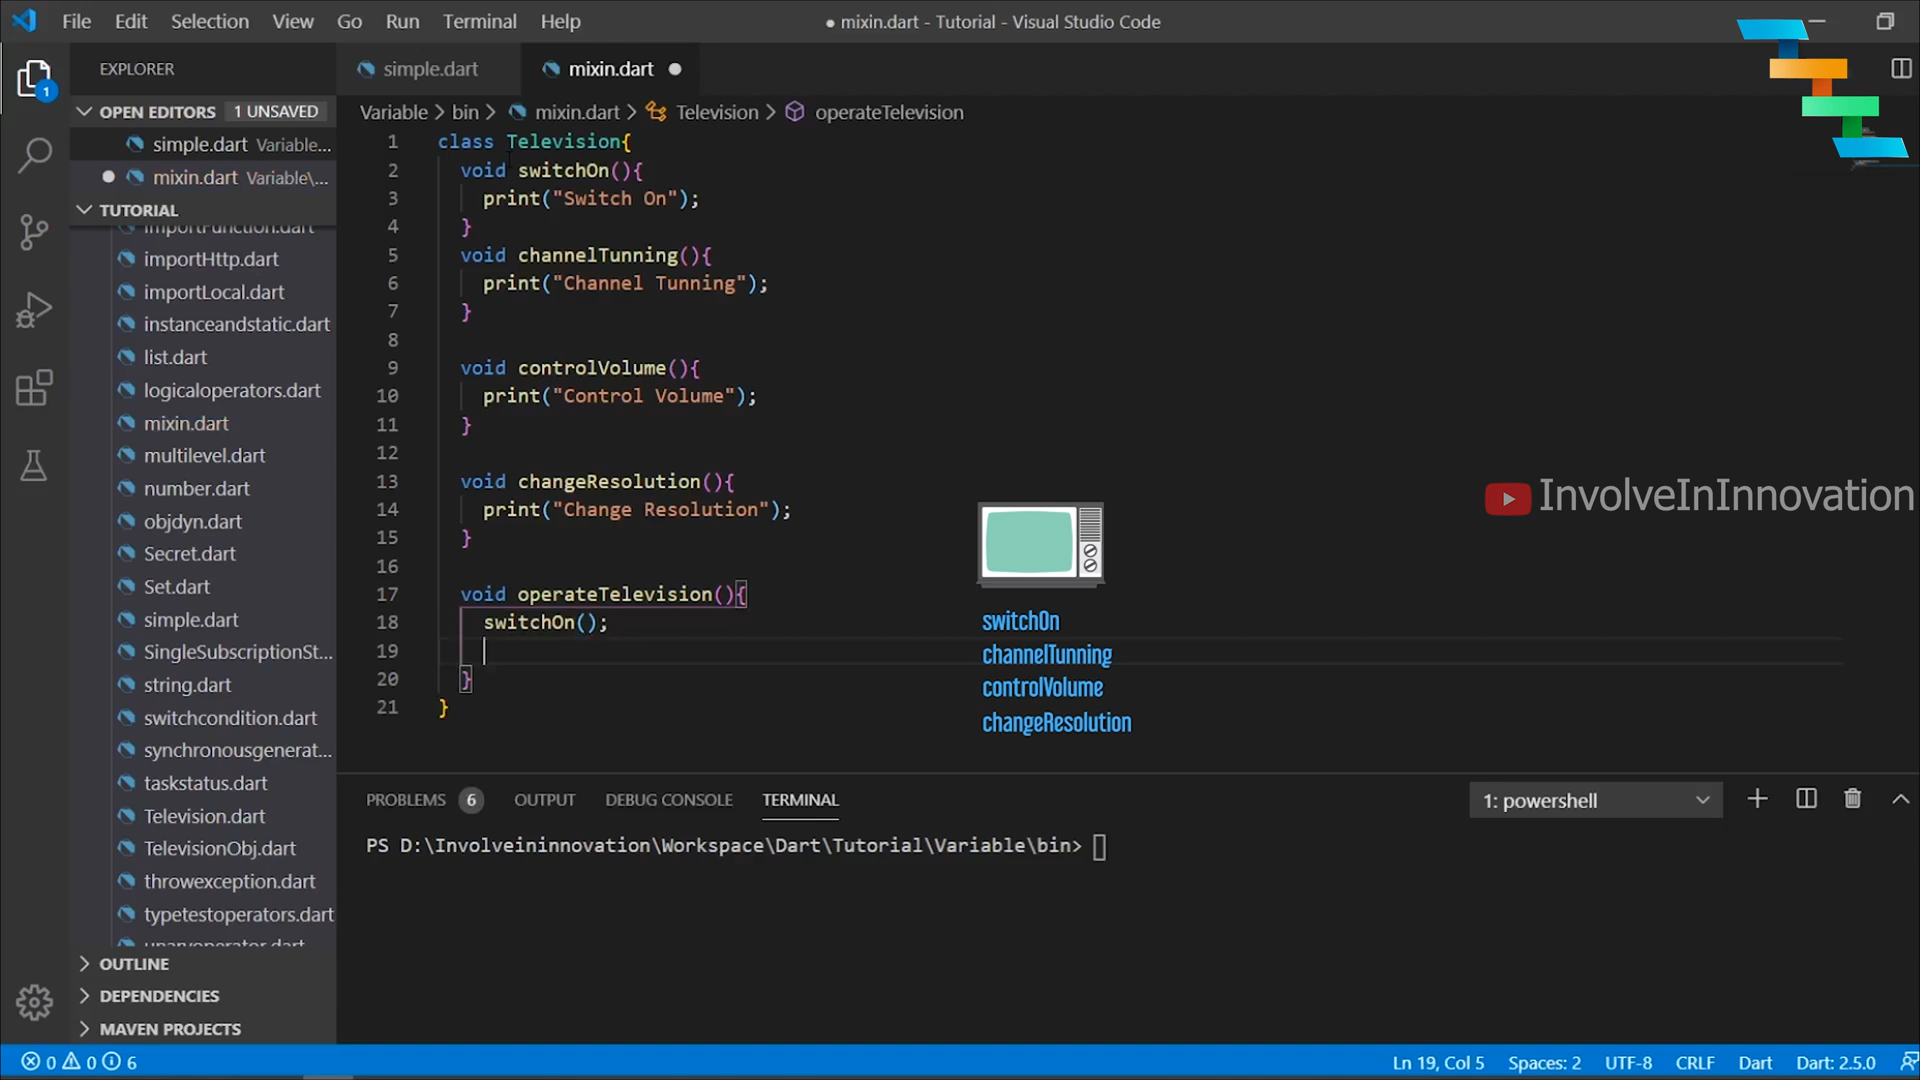 File Edit Selection View Go Run Terminal Help
● mixin.dart - Tutorial - Visual Studio Code
EXPLORER
simple.dart
mixin.dart
OPEN EDITORS 1 UNSAVED
simple.dart Variable...
mixin.dart Variable\...
TUTORIAL
importFunction.dart
importHttp.dart
importLocal.dart
instanceandstatic.dart
list.dart
logicaloperators.dart
mixin.dart
multilevel.dart
number.dart
objdyn.dart
Secret.dart
Set.dart
simple.dart
SingleSubscriptionSt...
string.dart
switchcondition.dart
synchronousgenerat...
taskstatus.dart
Television.dart
TelevisionObj.dart
throwexception.dart
typetestoperators.dart
unaryoperator.dart
OUTLINE
DEPENDENCIES
MAVEN PROJECTS
1
Variable > bin > mixin.dart > Television > operateTelevision
1 class Television{
2 void switchOn(){
3 print("Switch On");
4 }
5 void channelTunning(){
6 print("Channel Tunning");
7 }
8
9 void controlVolume(){
10 print("Control Volume");
11 }
12
13 void changeResolution(){
14 print("Change Resolution");
15 }
16
17 void operateTelevision(){
18 switchOn();
19
20 }
21 }
switchOn
channelTunning
controlVolume
changeResolution
InvolveInInnovation
PROBLEMS 6 OUTPUT DEBUG CONSOLE TERMINAL
1: powershell
PS D:\Involveininnovation\Workspace\Dart\Tutorial\Variable\bin>
0 0 6
Ln 19, Col 5 Spaces: 2 UTF-8 CRLF Dart Dart: 2.5.0